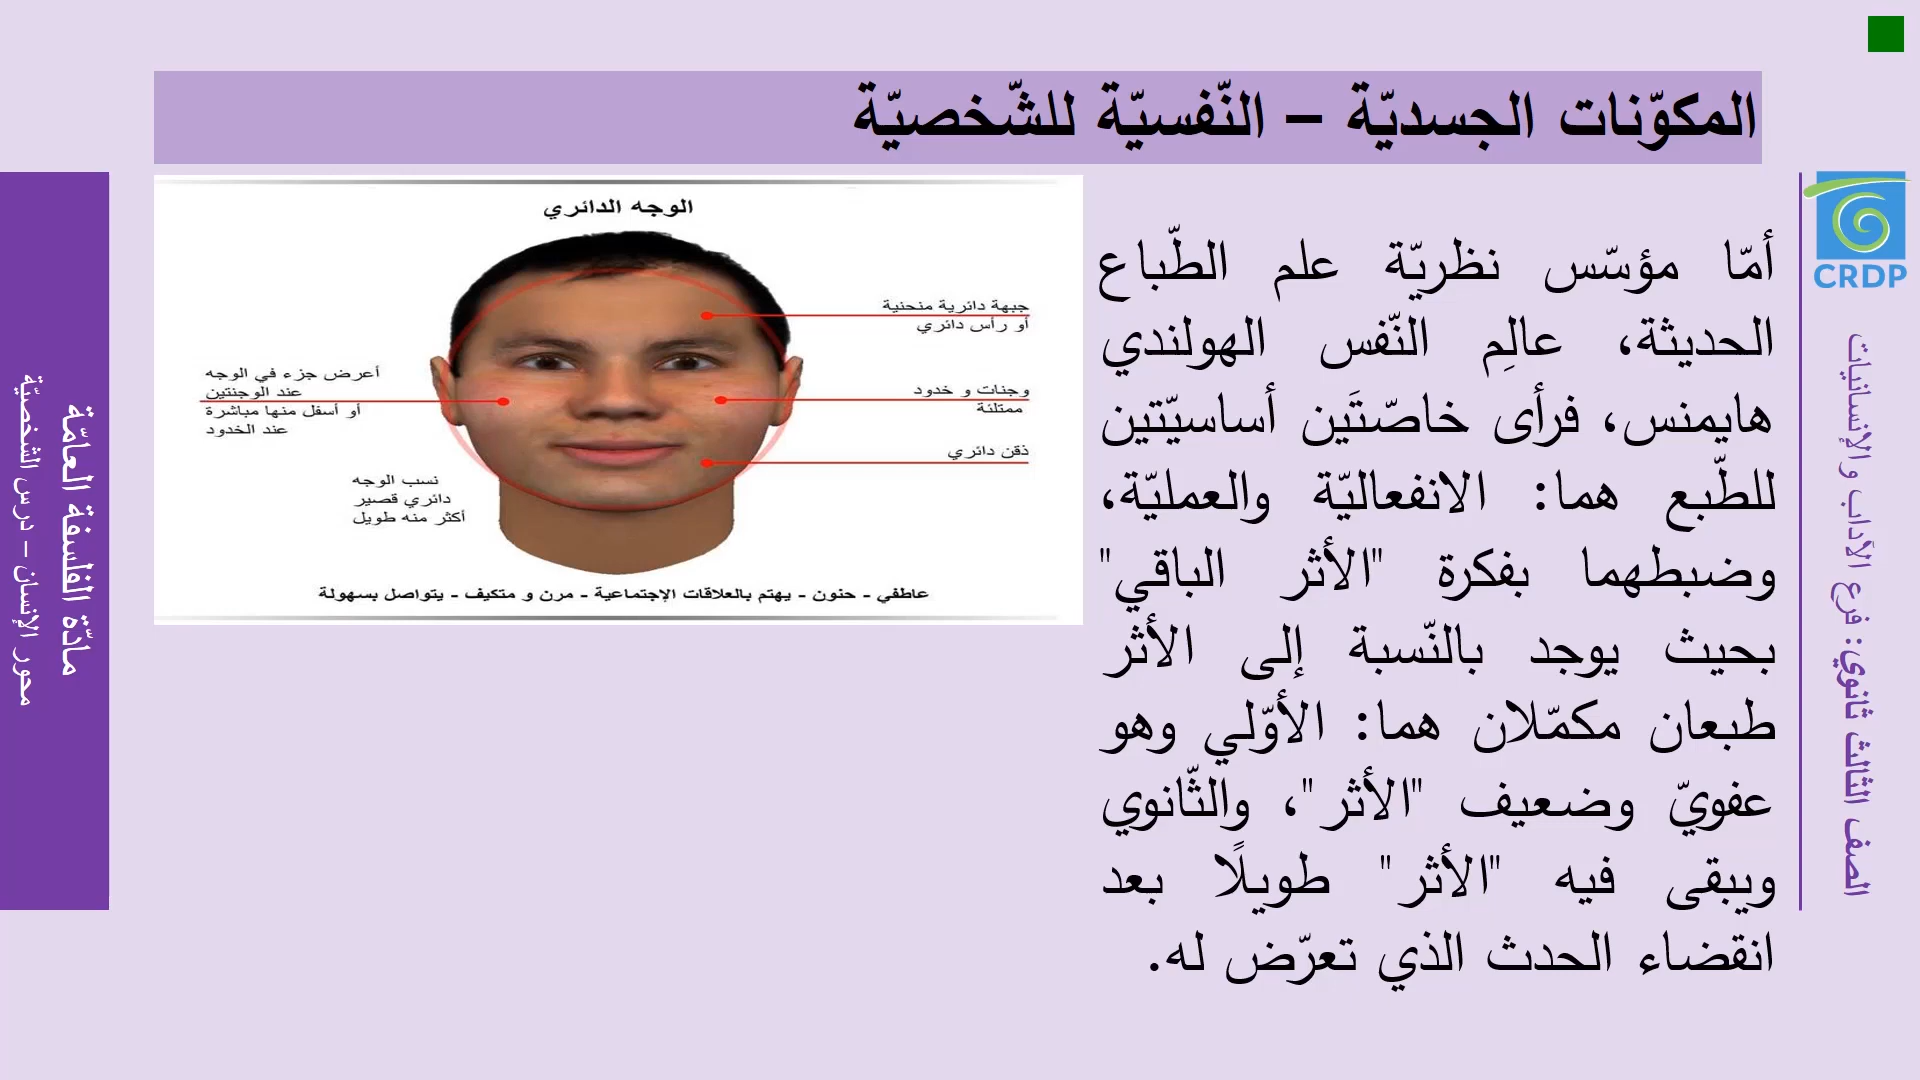 المكوّنات الجسديّة – النّفسيّة للشّخصيّة
CRDP
الصف الثالث ثانوي: فرع الآداب والإنسانيات
أمّا مؤسّس نظريّة علم الطّباع
الحديثة، عالِم النّفس الهولندي
هايمنس، فرأى خاصّتَين أساسيّتين
للطّبع هما: الانفعاليّة والعمليّة،
وضبطهما بفكرة "الأثر الباقي"
بحيث يوجد بالنّسبة إلى الأثر
طبعان مكمّلان هما: الأوّلي وهو
عفويّ وضعيف "الأثر"، والثّانوي
ويبقى فيه "الأثر" طويلًا بعد
انقضاء الحدث الذي تعرّض له.
الوجه الدائري
جبهة دائرية منحنية
أو رأس دائري
وجنات و خدود
ممتلئة
ذقن دائري
أعرض جزء في الوجه
عند الوجنتين
أو أسفل منها مباشرة
عند الخدود
نسب الوجه
دائري قصير
أكثر منه طويل
عاطفي - حنون - يهتم بالعلاقات الإجتماعية - مرن و متكيف - يتواصل بسهولة
مادّة الفلسفة العامّة
محور الإنسان – درس الشخصيّة